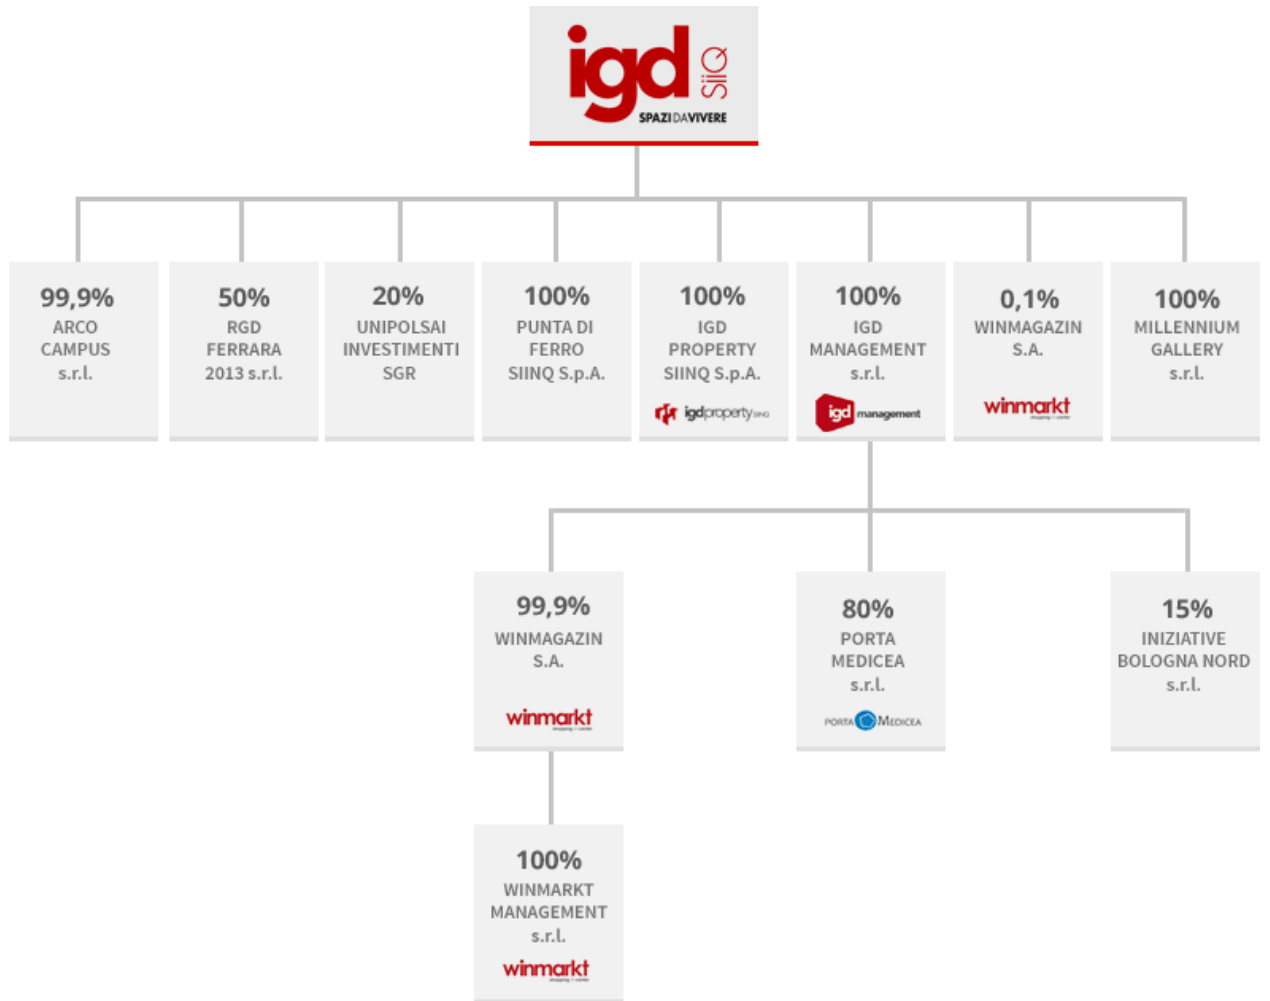 igd SIIQ
SPAZI DA VIVERE
99,9%
ARCO
CAMPUS
s.r.l.
50%
RGD
FERRARA
2013 s.r.l.
20%
UNIPOLSAI
INVESTIMENTI
SGR
100%
PUNTA DI
FERRO
SIINQ S.p.A.
100%
IGD
PROPERTY
SIINQ S.p.A.
igdproperty SIINQ
100%
IGD
MANAGEMENT
s.r.l.
igd management
0,1%
WINMAGAZIN
S.A.
winmarkt
100%
MILLENNIUM
GALLERY
s.r.l.
99,9%
WINMAGAZIN
S.A.
winmarkt
80%
PORTA
MEDICEA
s.r.l.
PORTA MEDICEA
15%
INIZIATIVE
BOLOGNA NORD
s.r.l.
100%
WINMARKT
MANAGEMENT
s.r.l.
winmarkt